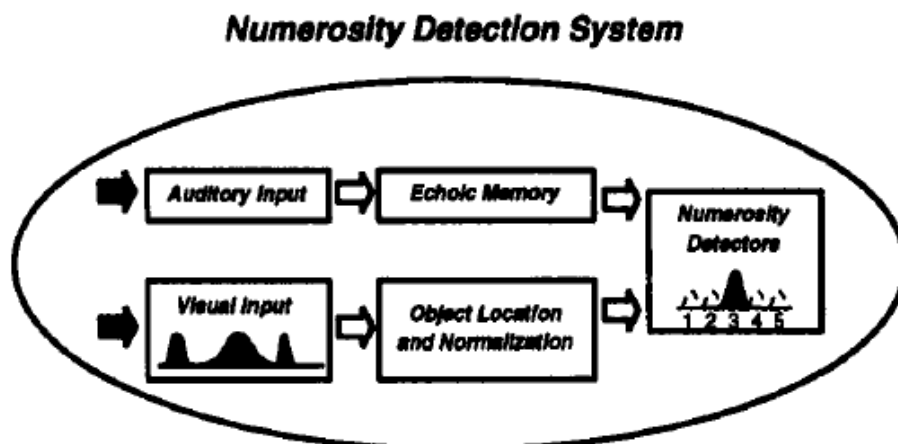 Numerosity Detection System
Auditory Input
Echoic Memory
Numerosity
Detectors
1 2 3 4 5
Visual Input
Object Location
and Normalization